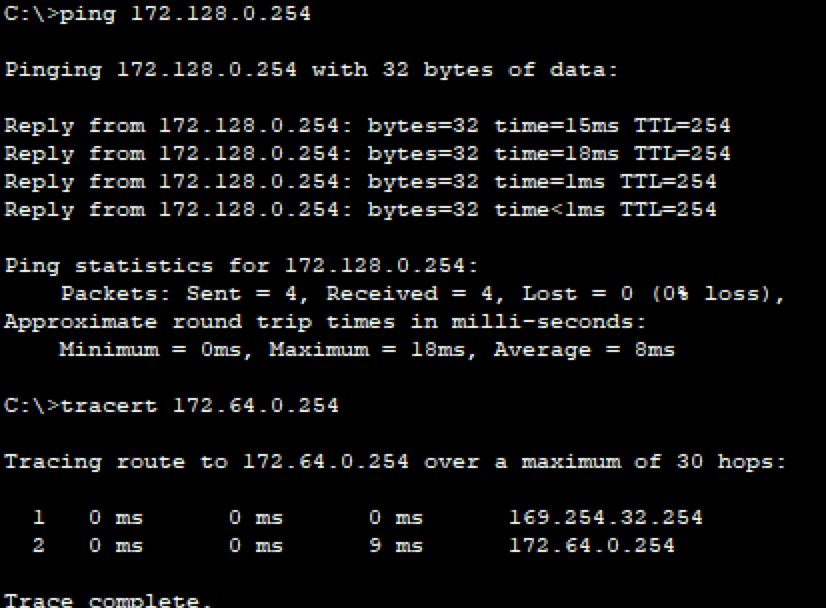 C:\>ping 172.128.0.254
Pinging 172.128.0.254 with 32 bytes of data:
Reply from 172.128.0.254: bytes=32 time=15ms TTL=254
Reply from 172.128.0.254: bytes=32 time=18ms TTL=254
Reply from 172.128.0.254: bytes=32 time=1ms TTL=254
Reply from 172.128.0.254: bytes=32 time<1ms TTL=254
Ping statistics for 172.128.0.254:
Packets: Sent = 4, Received = 4, Lost = 0 (0% loss),
Approximate round trip times in milli-seconds:
Minimum = 0ms, Maximum = 18ms, Average = 8ms
C:\>tracert 172.64.0.254
Tracing route to 172.64.0.254 over a maximum of 30 hops:
1 0 ms 0 ms 0 ms 169.254.32.254
2 0 ms 0 ms 9 ms 172.64.0.254
Trace complete.